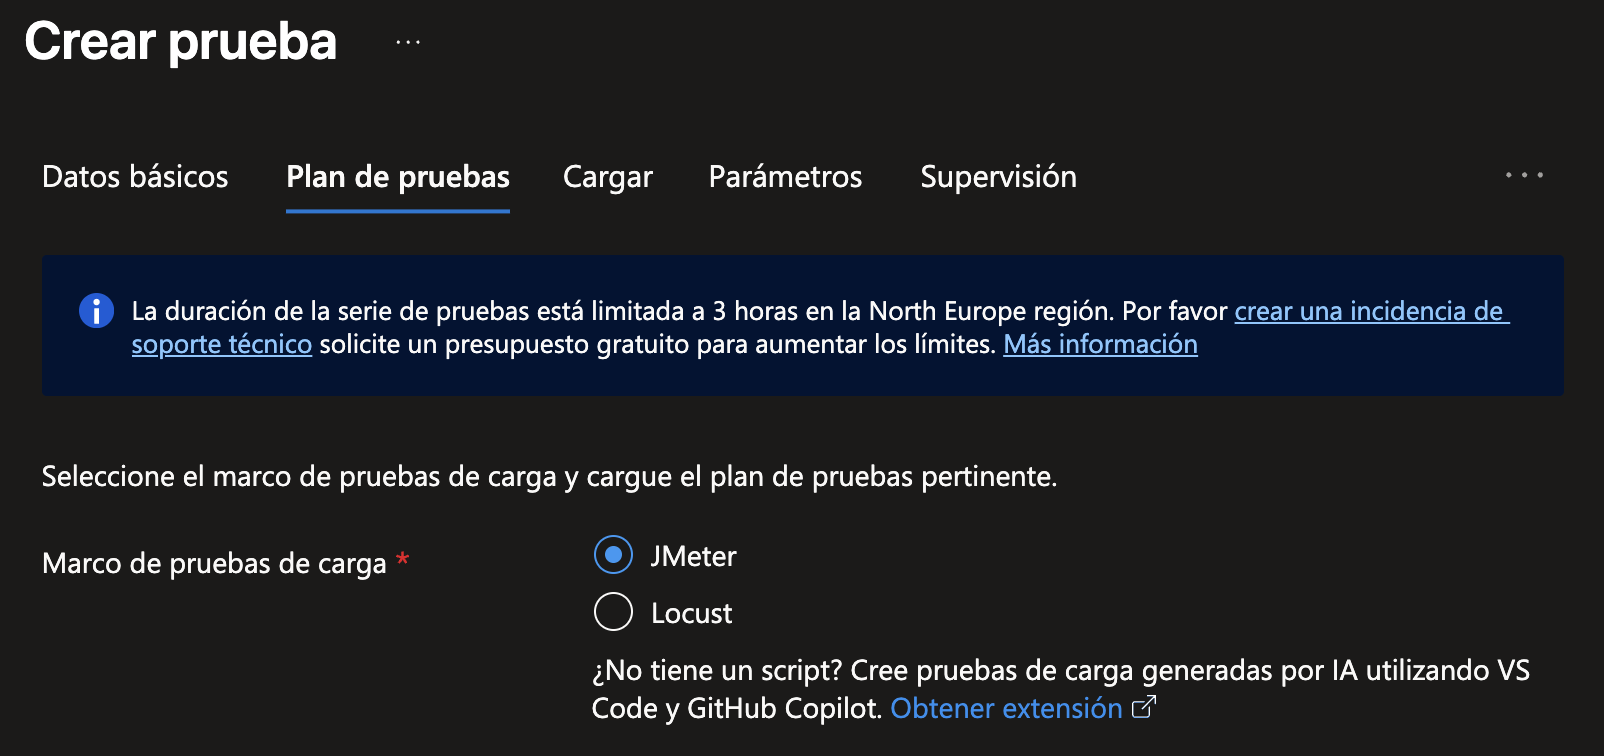 Crear prueba ...
Datos básicos Plan de pruebas Cargar Parámetros Supervisión ...
La duración de la serie de pruebas está limitada a 3 horas en la North Europe región. Por favor crear una incidencia de
soporte técnico solicite un presupuesto gratuito para aumentar los límites. Más información
Seleccione el marco de pruebas de carga y cargue el plan de pruebas pertinente.
Marco de pruebas de carga *
JMeter
Locust
¿No tiene un script? Cree pruebas de carga generadas por IA utilizando VS
Code y GitHub Copilot. Obtener extensión